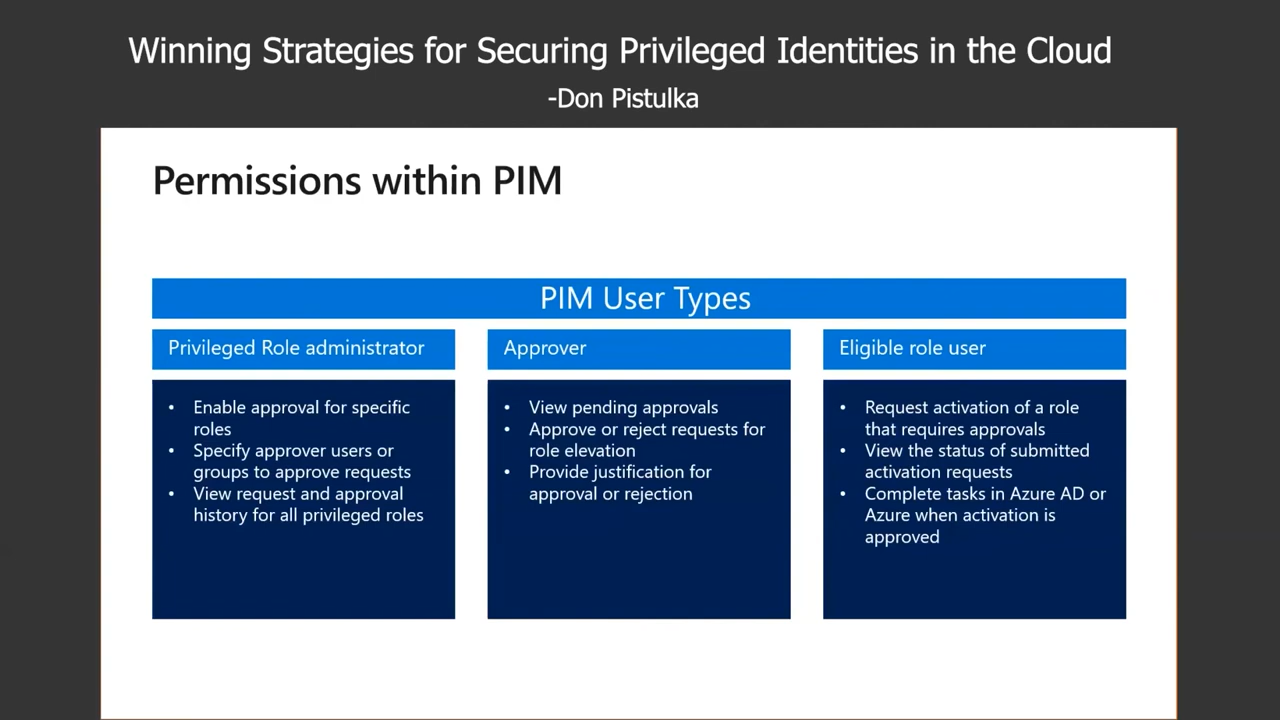 Winning Strategies for Securing Privileged Identities in the Cloud
-Don Pistulka
Permissions within PIM
PIM User Types
Privileged Role administrator
• Enable approval for specific
roles
• Specify approver users or
groups to approve requests
• View request and approval
history for all privileged roles
Approver
• View pending approvals
• Approve or reject requests for
role elevation
• Provide justification for
approval or rejection
Eligible role user
• Request activation of a role
that requires approvals
• View the status of submitted
activation requests
• Complete tasks in Azure AD or
Azure when activation is
approved